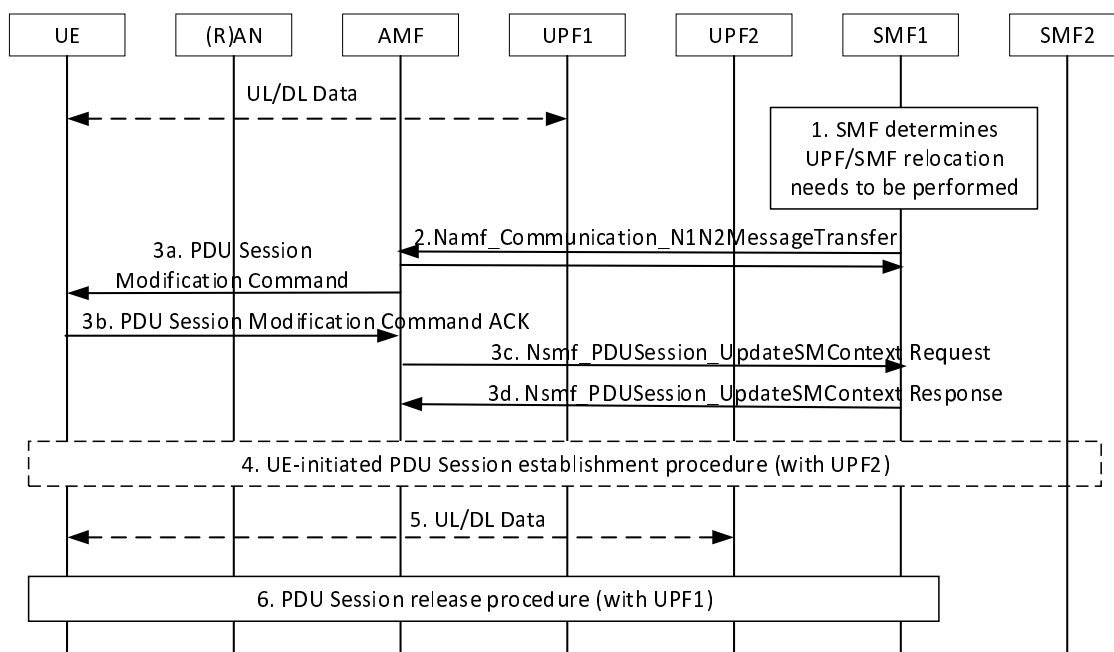 UE
(R)AN
AMF
UPF1
UPF2
SMF1
SMF2
UL/DL Data
1. SMF determines
UPF/SMF relocation
needs to be performed
2.Namf_Communication_N1N2MessageTransfer
3a. PDU Session
Modification Command
3b. PDU Session Modification Command ACK
3c. Nsmf_PDUSession_UpdateSMContext Request
3d. Nsmf_PDUSession_UpdateSMContext Response
4. UE-initiated PDU Session establishment procedure (with UPF2)
5. UL/DL Data
6. PDU Session release procedure (with UPF1)